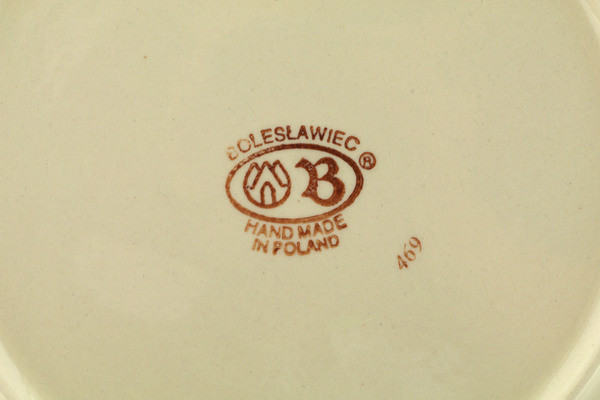 BOLESŁAWIEC
B ®
HAND MADE
IN POLAND
469